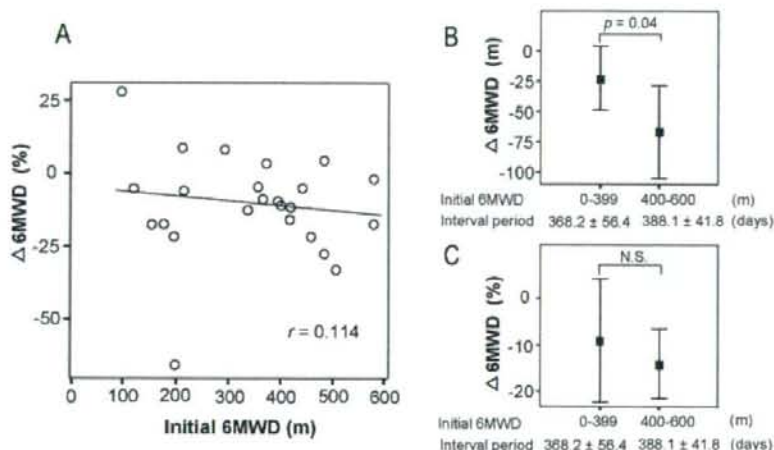 A
Δ 6MWD (%)
25
0
-25
-50
r = 0.114
0 100 200 300 400 500 600
Initial 6MWD (m)
B
p = 0.04
Δ 6MWD (m)
0
-25
-50
-75
-100
Initial 6MWD 0-399 400-600 (m)
Interval period 368.2 ± 56.4 388.1 ± 41.8 (days)
C
N.S.
Δ 6MWD (%)
0
-10
-20
Initial 6MWD 0-399 400-600 (m)
Interval period 368.2 ± 56.4 388.1 ± 41.8 (days)